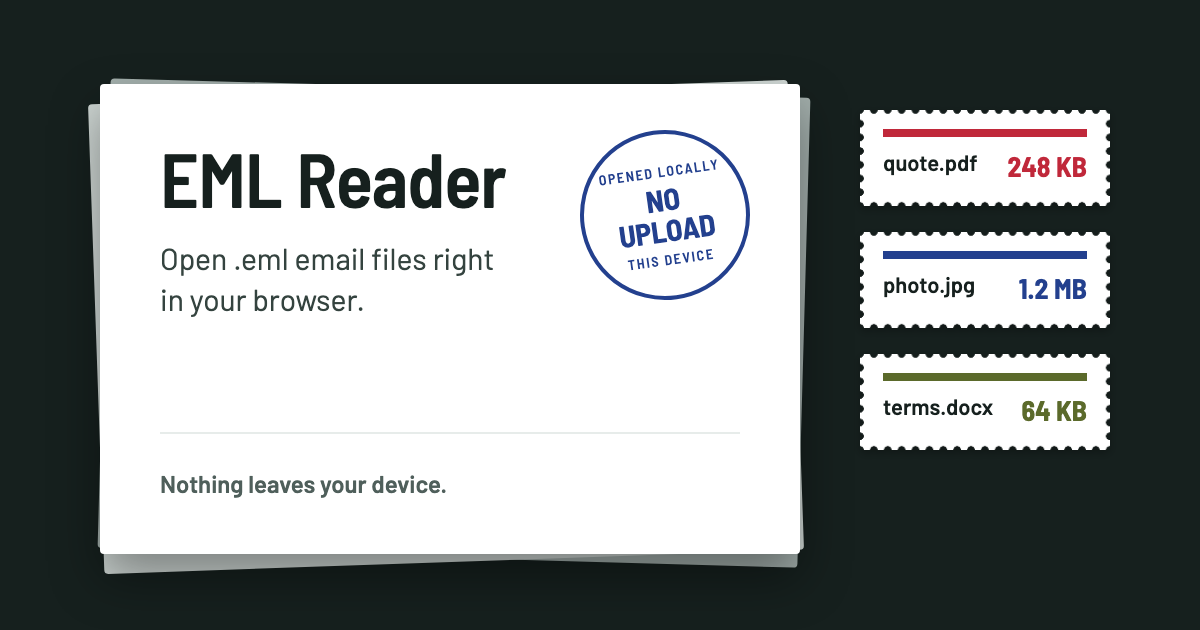 EML Reader
Open .eml email files right
in your browser.
OPENED LOCALLY
NO
UPLOAD
THIS DEVICE
Nothing leaves your device.
quote.pdf 248 KB
photo.jpg 1.2 MB
terms.docx 64 KB